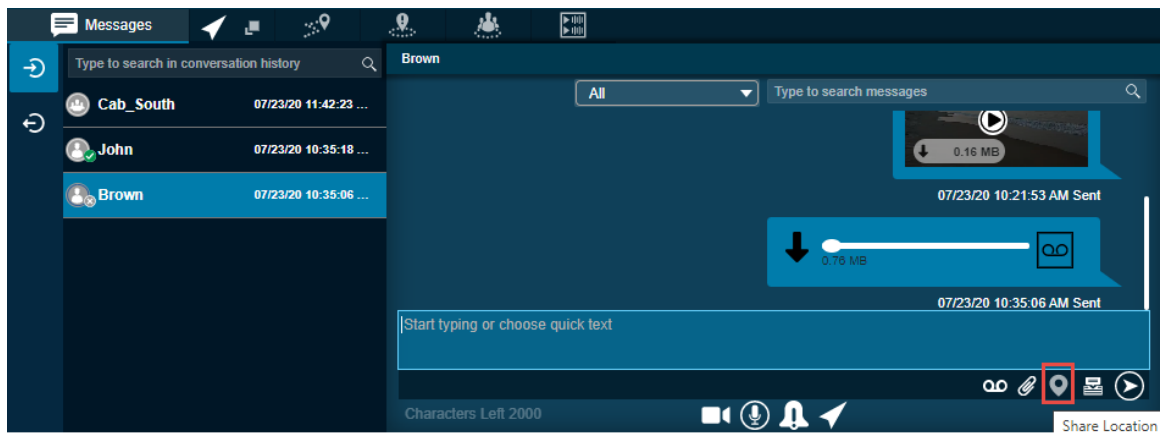 Messages
Type to search in conversation history
Cab_South 07/23/20 11:42:23 ...
John 07/23/20 10:35:18 ...
Brown 07/23/20 10:35:06 ...
Brown
All
Type to search messages
0.16 MB
07/23/20 10:21:53 AM Sent
0.76 MB
07/23/20 10:35:06 AM Sent
Start typing or choose quick text
Characters Left 2000
Share Location